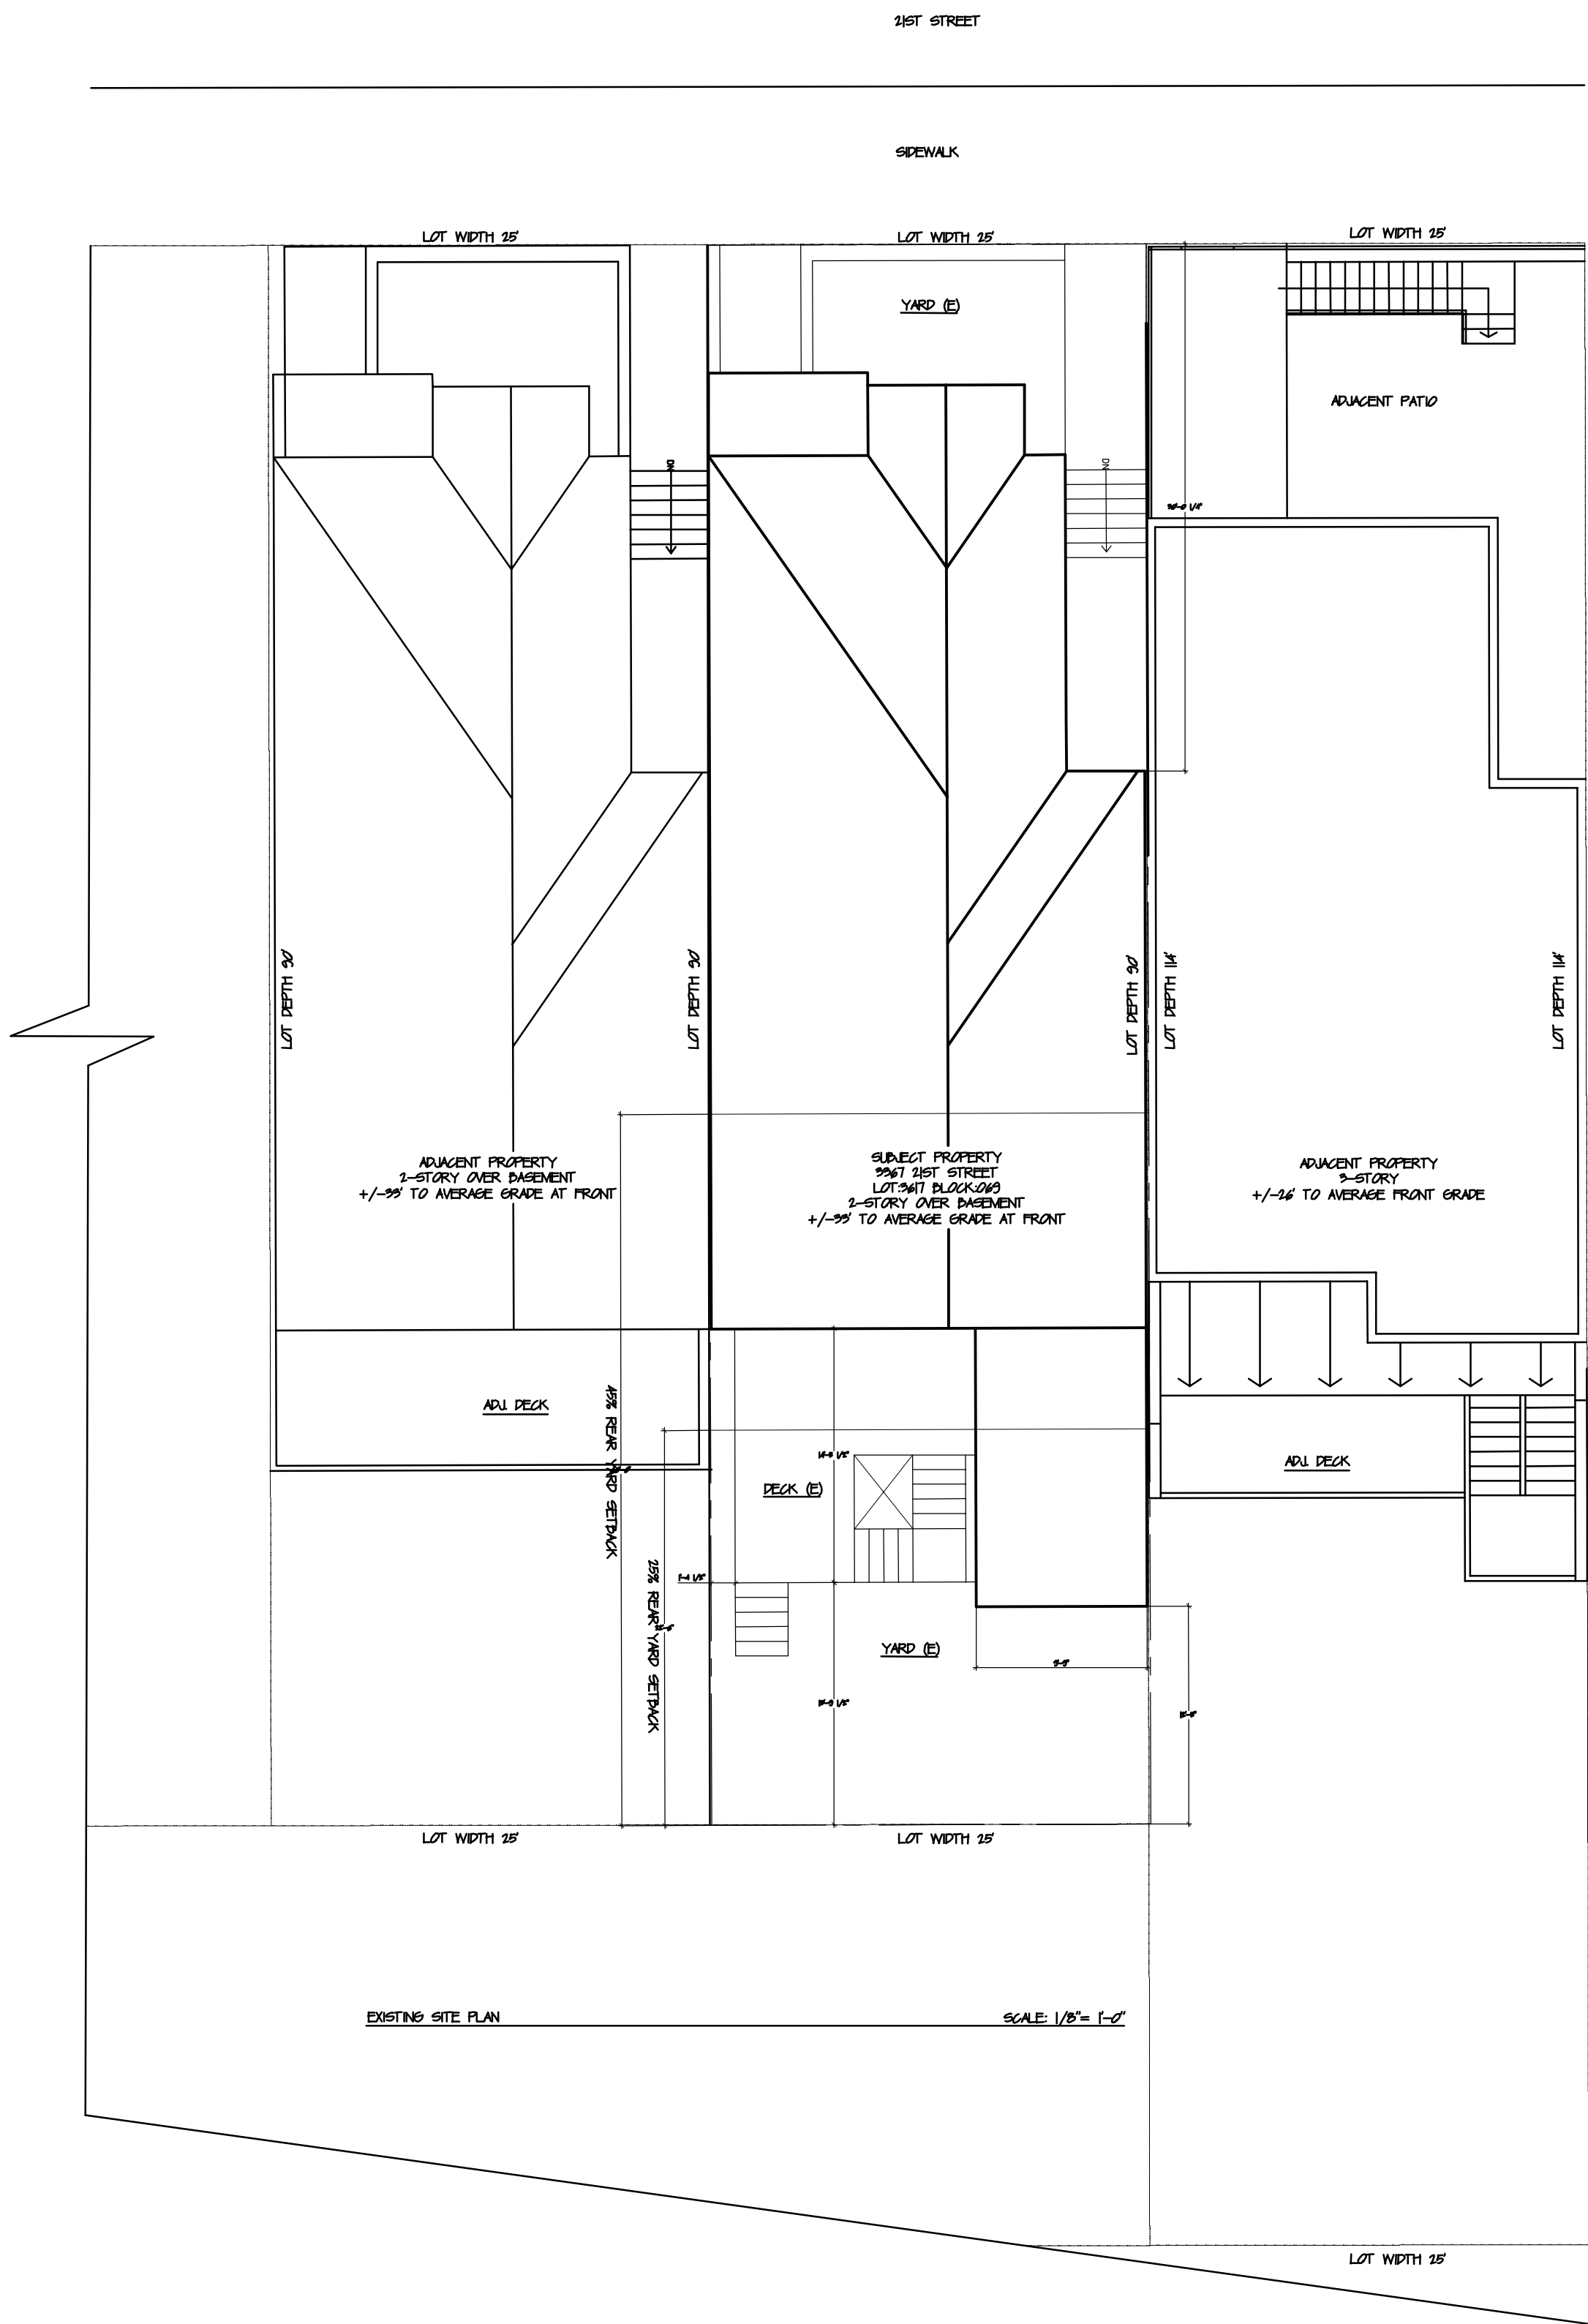 21ST STREET
SIDEWALK
LOT WIDTH 25'
LOT WIDTH 25'
LOT WIDTH 25'
YARD (E)
ADJACENT PATIO
DN
DN
LOT DEPTH 90'
LOT DEPTH 90'
LOT DEPTH 90'
LOT DEPTH 114'
LOT DEPTH 114'
ADJACENT PROPERTY
2-STORY OVER BASEMENT
+/-33' TO AVERAGE GRADE AT FRONT
SUBJECT PROPERTY
3367 21ST STREET
LOT:3617 BLOCK:069
2-STORY OVER BASEMENT
+/-33' TO AVERAGE GRADE AT FRONT
ADJACENT PROPERTY
3-STORY
+/-26' TO AVERAGE FRONT GRADE
ADJ. DECK
45% REAR YARD SETBACK
DECK (E)
ADJ. DECK
25% REAR YARD SETBACK
YARD (E)
LOT WIDTH 25'
LOT WIDTH 25'
EXISTING SITE PLAN
SCALE: 1/8"= 1'-0"
LOT WIDTH 25'